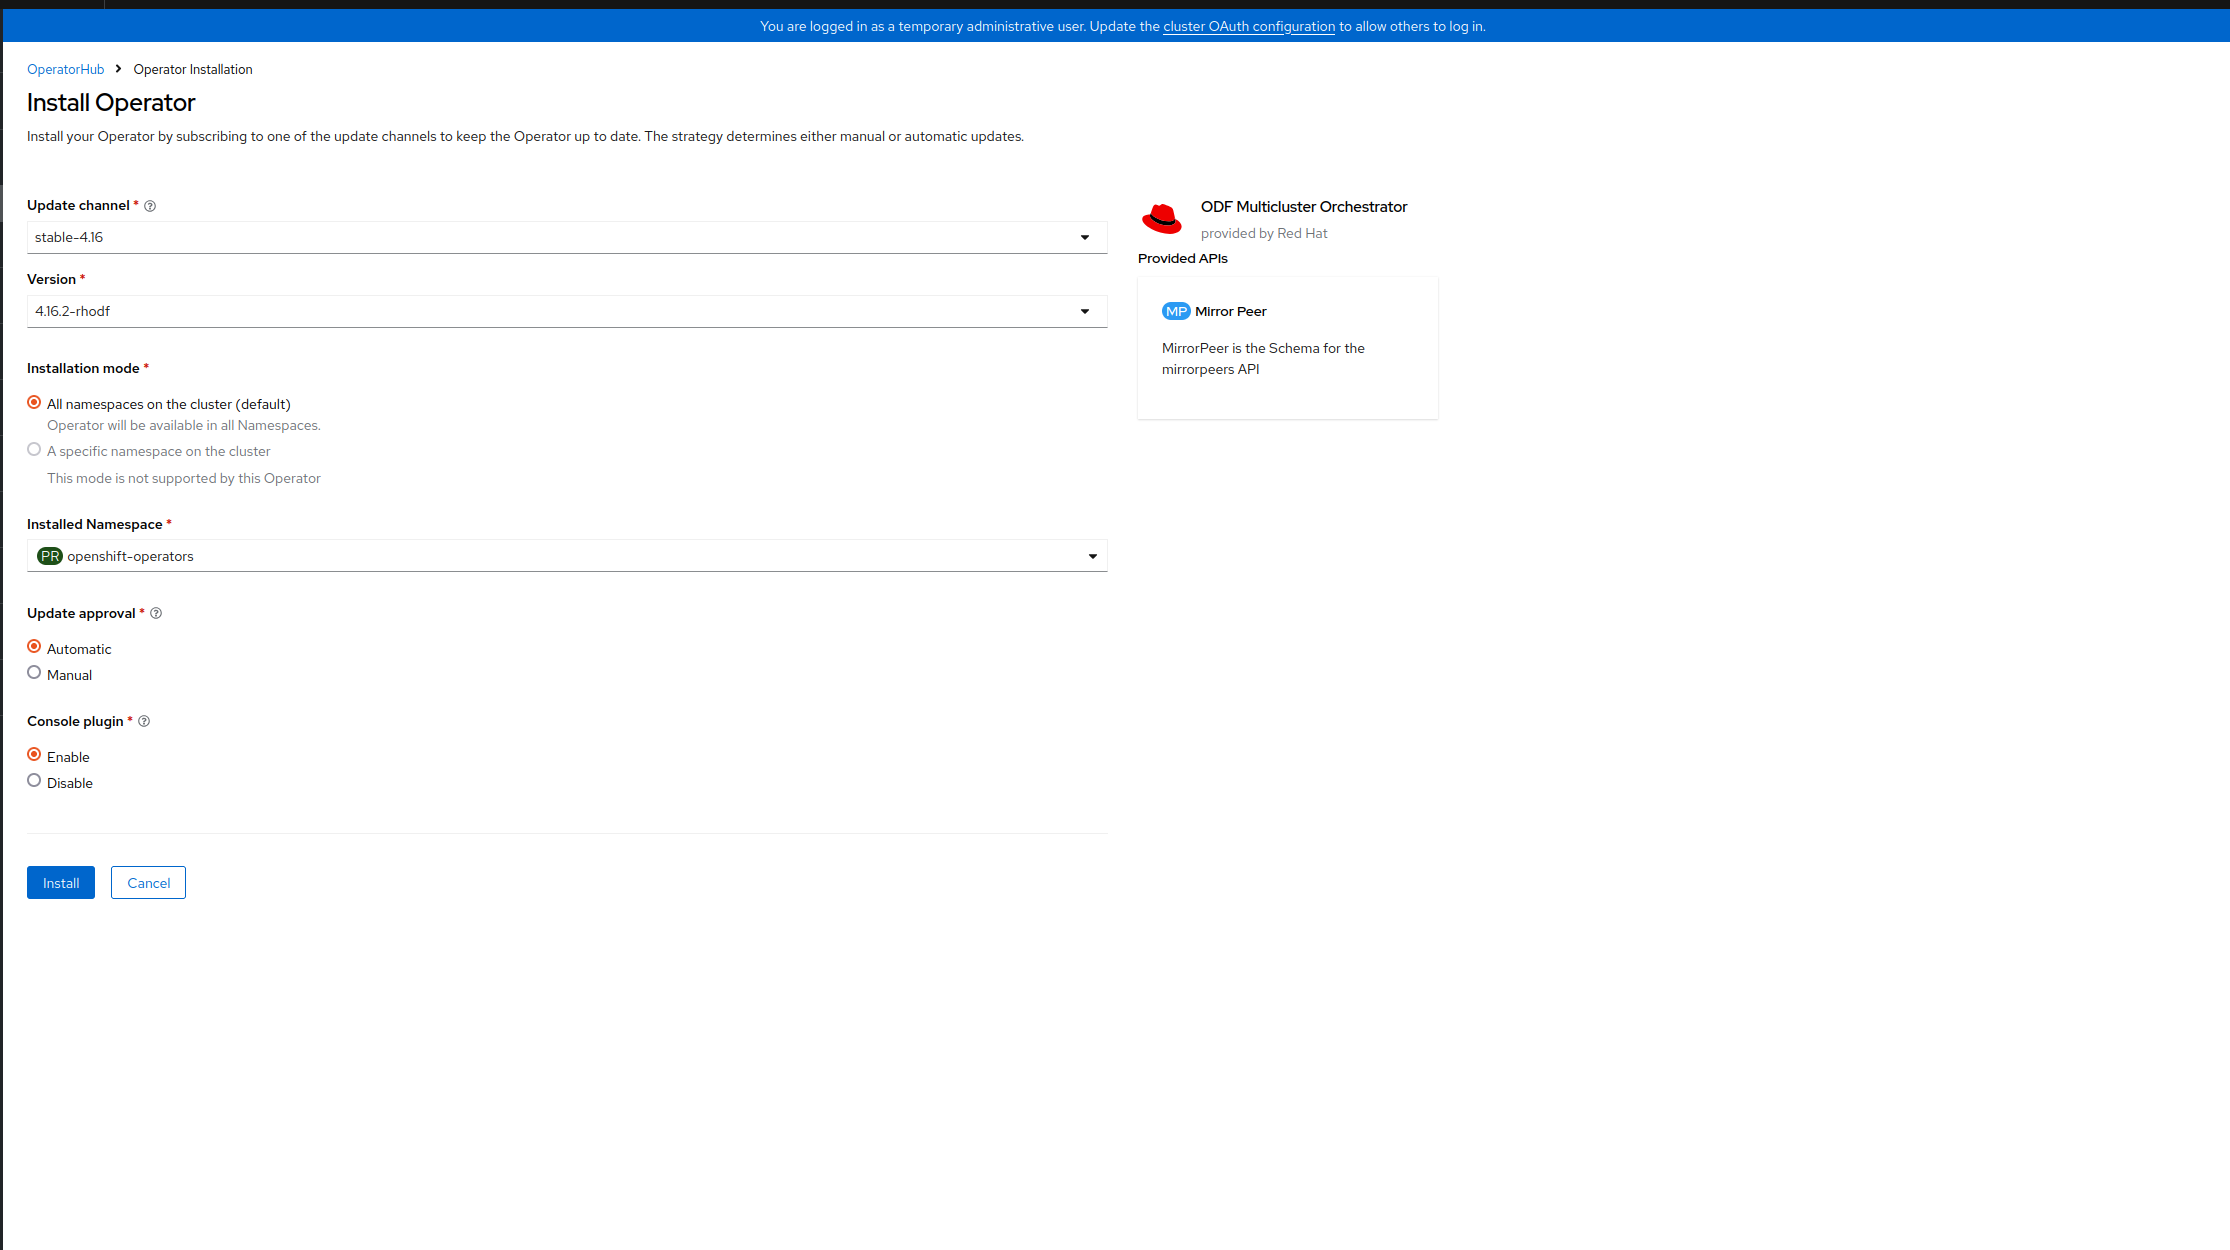 You are logged in as a temporary administrative user. Update the cluster OAuth configuration to allow others to log in.
OperatorHub > Operator Installation
Install Operator
Install your Operator by subscribing to one of the update channels to keep the Operator up to date. The strategy determines either manual or automatic updates.
Update channel *
stable-4.16
Version *
4.16.2-rhodf
Installation mode *
All namespaces on the cluster (default)
Operator will be available in all Namespaces.
A specific namespace on the cluster
This mode is not supported by this Operator
Installed Namespace *
PR openshift-operators
Update approval *
Automatic
Manual
Console plugin *
Enable
Disable
Install Cancel
ODF Multicluster Orchestrator
provided by Red Hat
Provided APIs
MP Mirror Peer
MirrorPeer is the Schema for the
mirrorpeers API